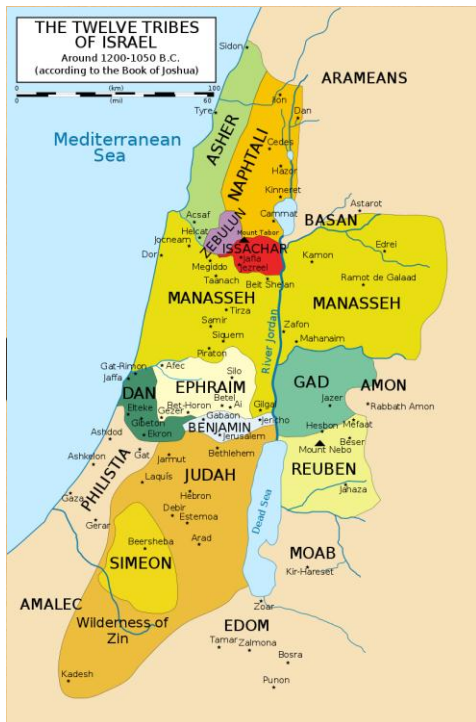 THE TWELVE TRIBES
OF ISRAEL
Around 1200-1050 B.C.
(according to the Book of Joshua)
0 (km) 100
0 (mi) 60
Sidon
ARAMEANS
Ijon
Tyre
Dan
Mediterranean
Sea
ASHER
NAPHTALI
Cedes
Hazor
Kinneret
Acsaf
Cammat
Astarot
BASAN
Helcat
ZEBULUN
Mount Tabor
Jocneam
ISSACHAR
Edrei
Dor
Jafla
Kamon
Megiddo
Jezreel
Taanach
Beit Shean
Ramot de Galaad
MANASSEH
MANASSEH
Tirza
Samir
Zafon
Siquem
Mahanaim
Piraton
River Jordan
Gat-Rimon
Afec
Jaffa
Silo
EPHRAIM
GAD
AMON
DAN
Betel
Jazer
Rabbath Amon
Elteke
Bet-Horon
Ai
Gilgal
Gezer
Gabaon
Gibeton
BENJAMIN
Jericho
Hesbon
Mefaat
Ekron
Jerusalem
Ashdod
Mount Nebo
Beser
Gat
Bethlehem
Ashkelon
Jarmut
REUBEN
PHILISTIA
JUDAH
Laquis
Jahaza
Gaza
Hebron
Dead Sea
Debir
Gerar
Estemoa
Arad
Beersheba
MOAB
SIMEON
Kir-Hareset
AMALEC
Zoar
Wilderness of
Zin
EDOM
Tamar
Zalmona
Bosra
Kadesh
Punon